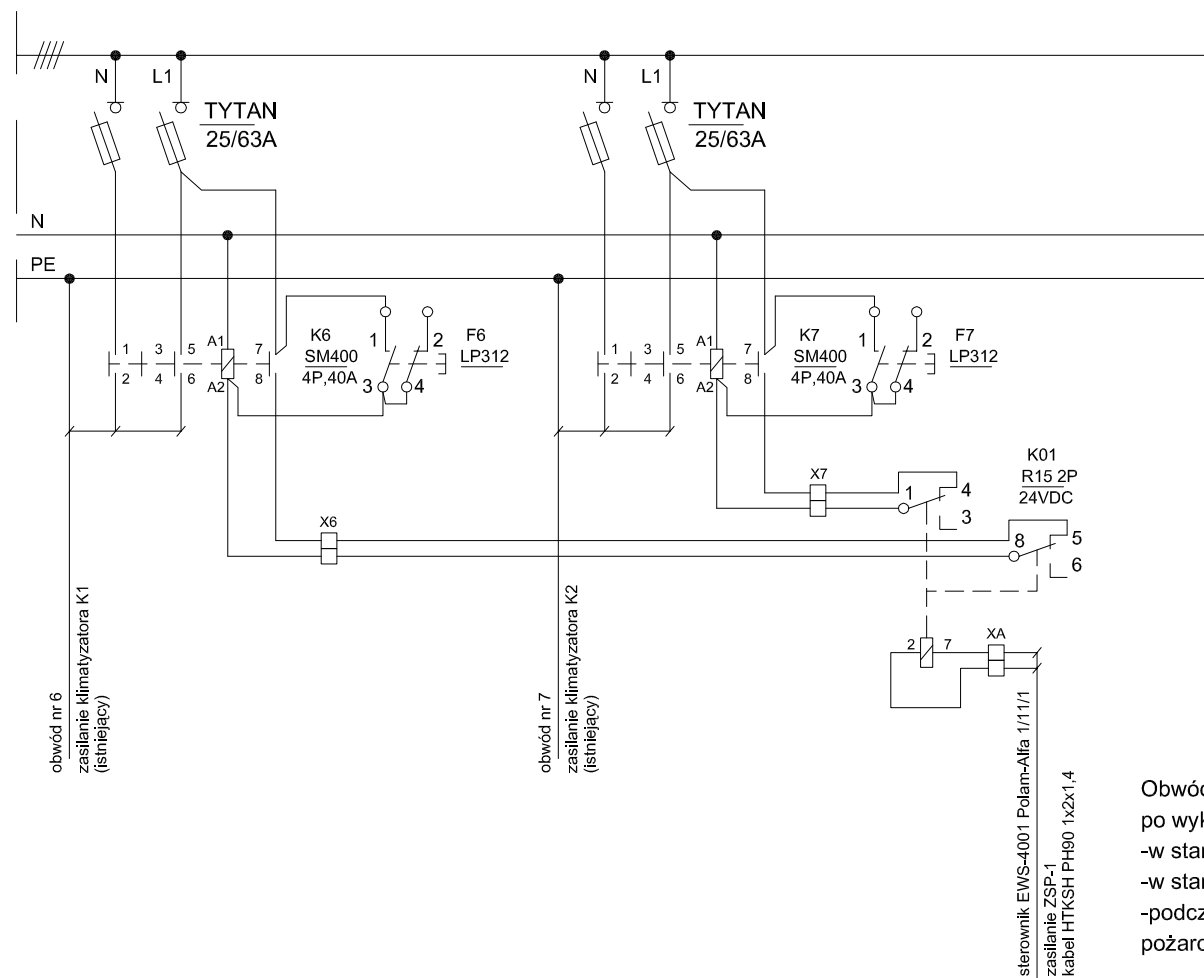 N L1
TYTAN
25/63A
N L1
TYTAN
25/63A
N
PE
1 3 5 A1 7
2 4 6 A2 8
K6
SM400
4P,40A
1 2
3 4
F6
LP312
1 3 5 A1 7
2 4 6 A2 8
K7
SM400
4P,40A
1 2
3 4
F7
LP312
K01
R15 2P
24VDC
X7
1 4
3
X6
8 5
6
2 7
XA
obwód nr 6
zasilanie klimatyzatora K1
(istniejący)
obwód nr 7
zasilanie klimatyzatora K2
(istniejący)
sterownik EWS-4001 Polam-Alfa 1/11/1
zasilanie ZSP-1
kabel HTKSH PH90 1x2x1,4
Obwód
po wyk
-w star
-w star
-podcz
pożaro